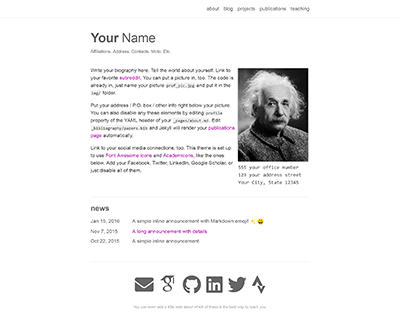 about blog projects publications teaching
Your Name
Affiliations. Address. Contacts. Moto. Etc.
Write your biography here. Tell the world about yourself. Link to
your favorite subreddit. You can put a picture in, too. The code is
already in, just name your picture prof_pic.jpg and put it in the
img/ folder.
Put your address / P.O. box / other info right below your picture.
You can also disable any these elements by editing profile
property of the YAML header of your _pages/about.md. Edit
_bibliography/papers.bib and Jekyll will render your publications
page automatically.
Link to your social media connections, too. This theme is set up
to use Font Awesome icons and Academicons, like the ones
below. Add your Facebook, Twitter, LinkedIn, Google Scholar, or
just disable all of them.
555 your office number
123 your address street
Your City, State 12345
news
Jan 15, 2016 A simple inline announcement with Markdown emoji! ✨ 😄
Nov 7, 2015 A long announcement with details
Oct 22, 2015 A simple inline announcement.
You can even add a little note about which of these is the best way to reach you.